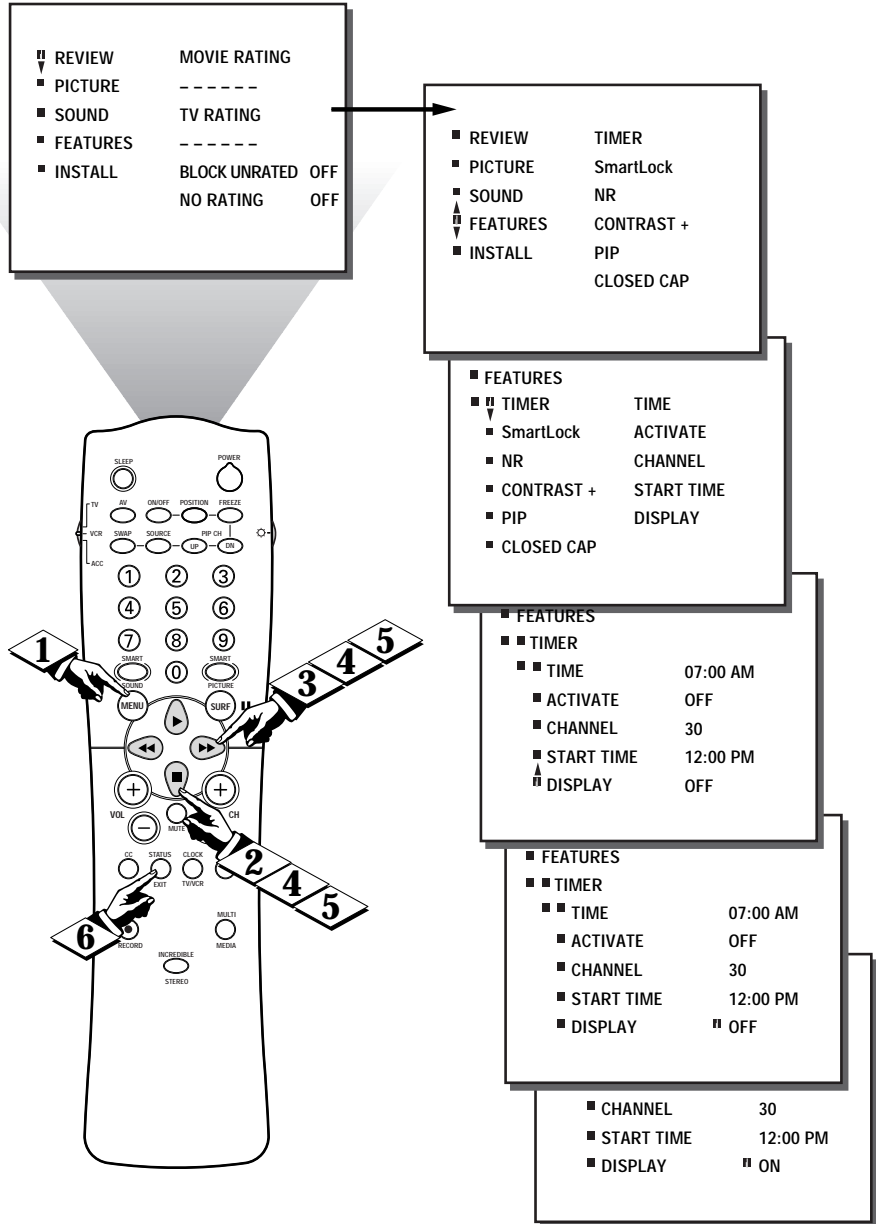 REVIEW MOVIE RATING
PICTURE – – – – – –
SOUND TV RATING
FEATURES – – – – – –
INSTALL BLOCK UNRATED OFF
NO RATING OFF
REVIEW TIMER
PICTURE SmartLock
SOUND NR
FEATURES CONTRAST +
INSTALL PIP
CLOSED CAP
FEATURES
TIMER TIME
SmartLock ACTIVATE
NR CHANNEL
CONTRAST + START TIME
PIP DISPLAY
CLOSED CAP
FEATURES
TIMER
TIME 07:00 AM
ACTIVATE OFF
CHANNEL 30
START TIME 12:00 PM
DISPLAY OFF
FEATURES
TIMER
TIME 07:00 AM
ACTIVATE OFF
CHANNEL 30
START TIME 12:00 PM
DISPLAY OFF
CHANNEL 30
START TIME 12:00 PM
DISPLAY ON
SLEEP POWER
TV AV ON/OFF POSITION FREEZE
VCR SWAP SOURCE PIP CH
UP DN
ACC
1 2 3
4 5 6
7 8 9
SMART 0 SMART
SOUND PICTURE
MENU SURF
1
3 4 5
+ +
VOL CH
– MUTE
2 4 5
CC STATUS CLOCK
EXIT TV/VCR
6
RECORD
MULTI
MEDIA
INCREDIBLE
STEREO